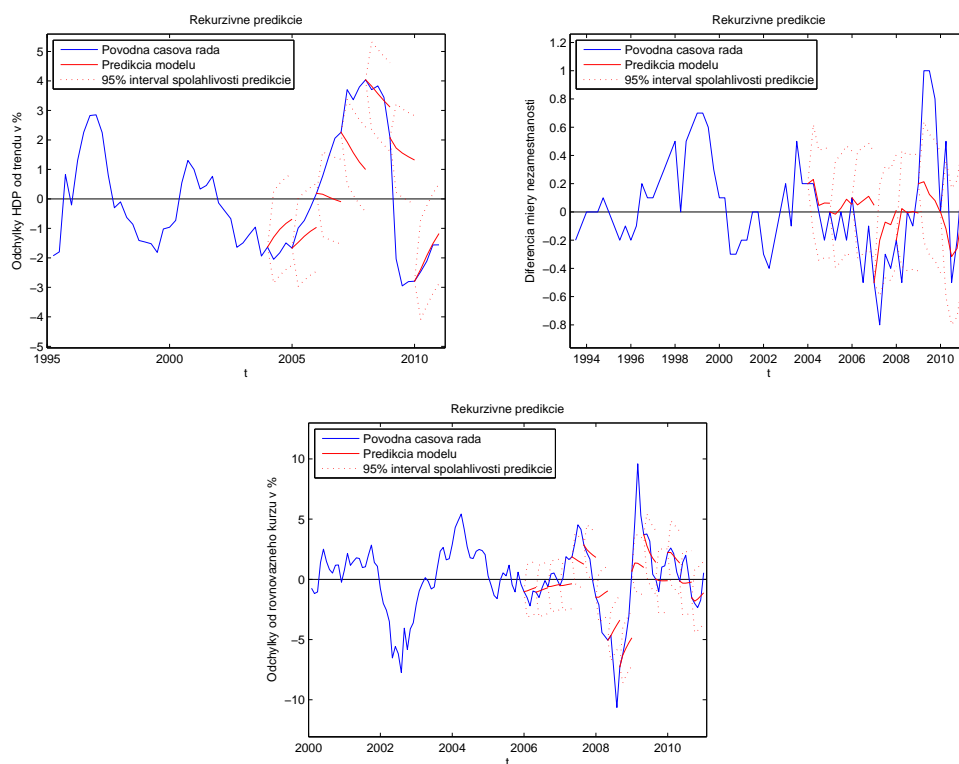 Rekurzivne predikcie
Povodna casova rada
Predikcia modelu
95% interval spolahlivosti predikcie
Odchylky HDP od trendu v %
5
4
3
2
1
0
−1
−2
−3
−4
−5
1995
2000
2005
2010
t
Rekurzivne predikcie
Povodna casova rada
Predikcia modelu
95% interval spolahlivosti predikcie
Diferencia miery nezamestnanosti
1.2
1
0.8
0.6
0.4
0.2
0
−0.2
−0.4
−0.6
−0.8
1994
1996
1998
2000
2002
2004
2006
2008
2010
t
Rekurzivne predikcie
Povodna casova rada
Predikcia modelu
95% interval spolahlivosti predikcie
Odchylky od rovnovazneho kurzu v %
10
5
0
−5
−10
2000
2002
2004
2006
2008
2010
t